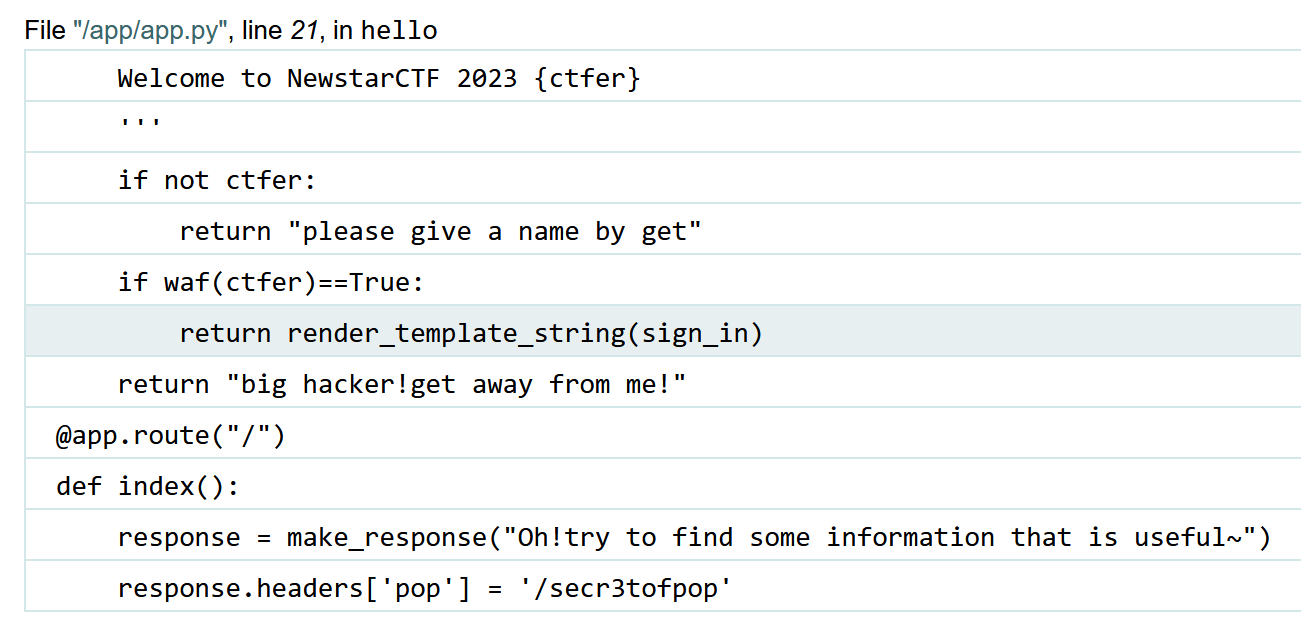 File "/app/app.py", line 21, in hello
Welcome to NewstarCTF 2023 {ctfer}
'''
if not ctfer:
return "please give a name by get"
if waf(ctfer)==True:
return render_template_string(sign_in)
return "big hacker!get away from me!"
@app.route("/")
def index():
response = make_response("Oh!try to find some information that is useful~")
response.headers['pop'] = '/secr3tofpop'